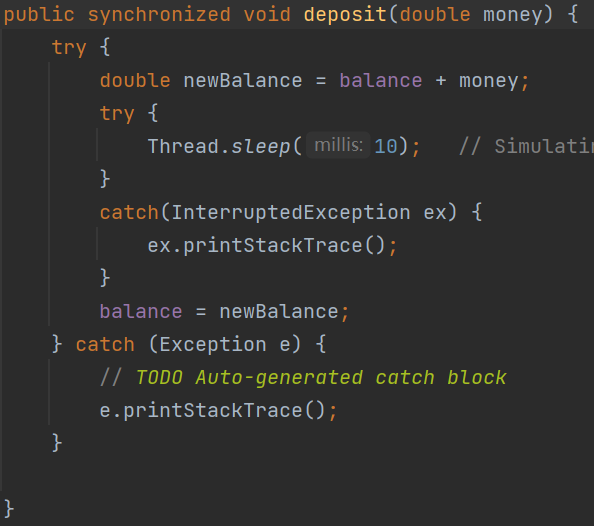 public synchronized void deposit(double money) {
try {
double newBalance = balance + money;
try {
Thread.sleep( millis: 10);   // Simulatin
}
catch(InterruptedException ex) {
ex.printStackTrace();
}
balance = newBalance;
} catch (Exception e) {
// TODO Auto-generated catch block
e.printStackTrace();
}
}